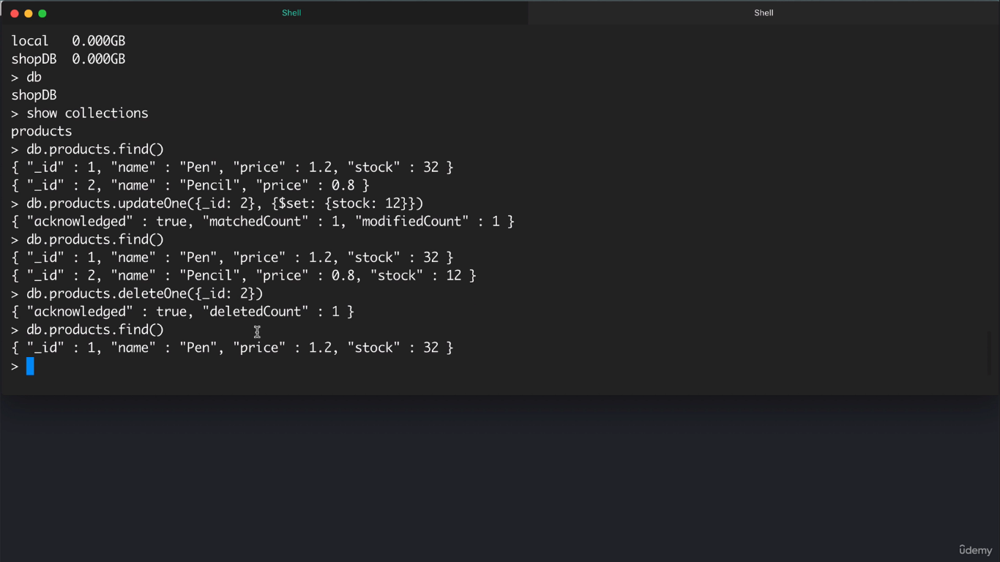 Shell
Shell
local   0.000GB
shopDB  0.000GB
> db
shopDB
> show collections
products
> db.products.find()
{ "_id" : 1, "name" : "Pen", "price" : 1.2, "stock" : 32 }
{ "_id" : 2, "name" : "Pencil", "price" : 0.8 }
> db.products.updateOne({_id: 2}, {$set: {stock: 12}})
{ "acknowledged" : true, "matchedCount" : 1, "modifiedCount" : 1 }
> db.products.find()
{ "_id" : 1, "name" : "Pen", "price" : 1.2, "stock" : 32 }
{ "_id" : 2, "name" : "Pencil", "price" : 0.8, "stock" : 12 }
> db.products.deleteOne({_id: 2})
{ "acknowledged" : true, "deletedCount" : 1 }
> db.products.find()
{ "_id" : 1, "name" : "Pen", "price" : 1.2, "stock" : 32 }
>
ûdemy